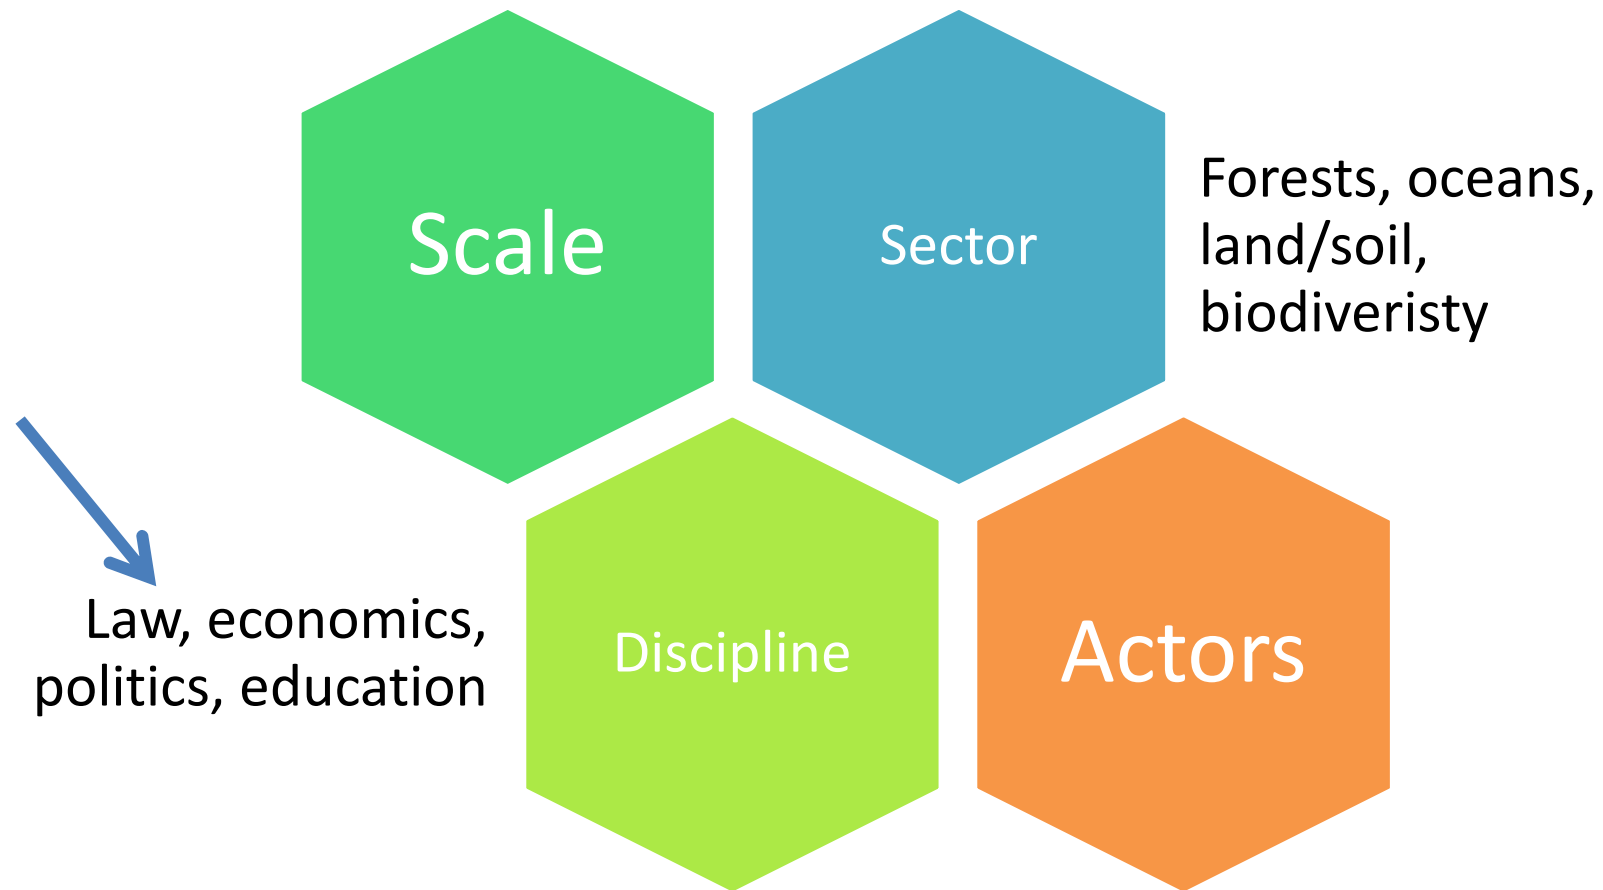 Scale
Sector
Forests, oceans,
land/soil,
biodiveristy
Law, economics,
politics, education
Discipline
Actors